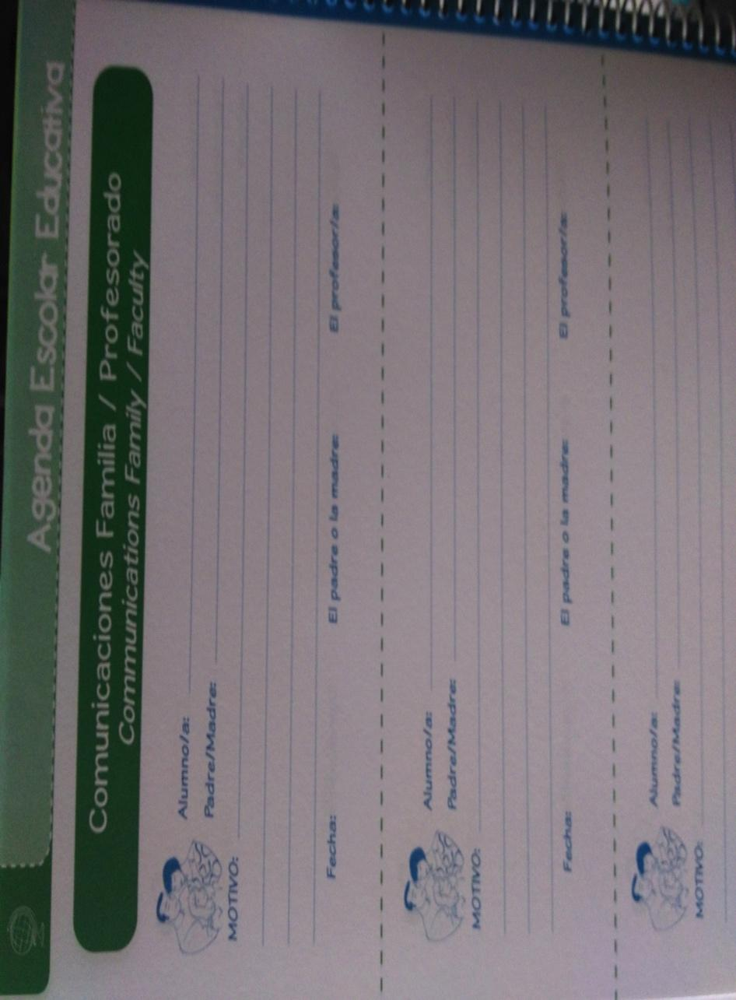 Agenda Escolar Educativa
Comunicaciones Familia / Profesorado
Communications Family / Faculty
Alumno/a:
Padre/Madre:
MOTIVO:
Fecha: El padre o la madre: El profesor/a:
Alumno/a:
Padre/Madre:
MOTIVO:
Fecha: El padre o la madre: El profesor/a:
Alumno/a:
Padre/Madre:
MOTIVO: